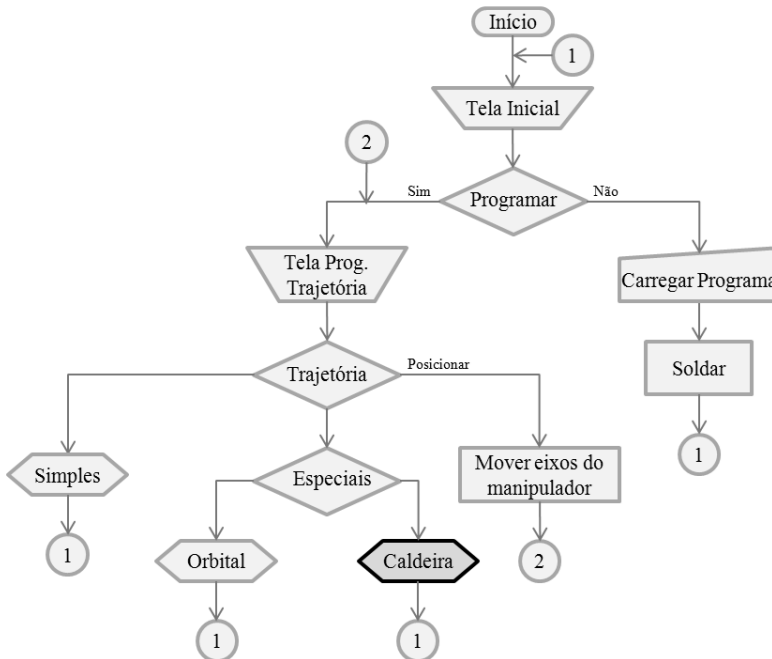 Início
1
Tela Inicial
2
Sim
Programar
Não
Tela Prog.
Trajetória
Carregar Programa
Trajetória
Posicionar
Soldar
1
Simples
Especiais
Mover eixos do
manipulador
1
Orbital
Caldeira
2
1
1